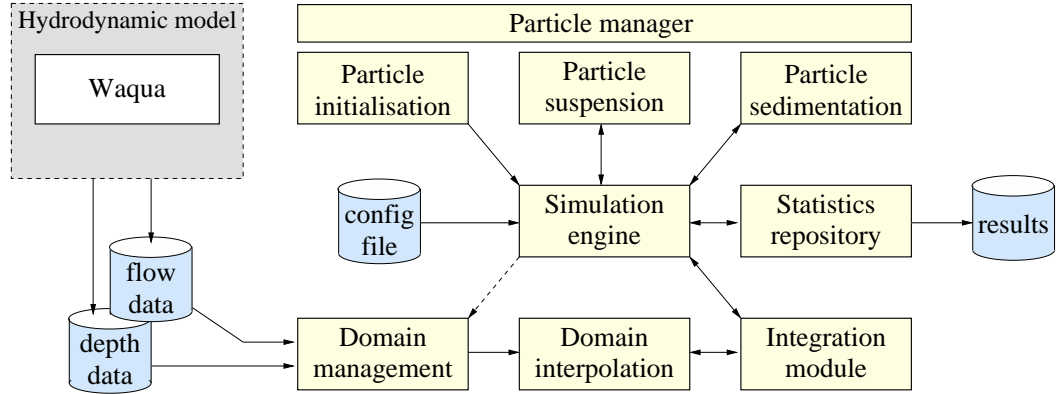 Hydrodynamic model
Waqua
Particle manager
Particle
initialisation
Particle
suspension
Particle
sedimentation
config
file
Simulation
engine
Statistics
repository
results
flow
data
depth
data
Domain
management
Domain
interpolation
Integration
module